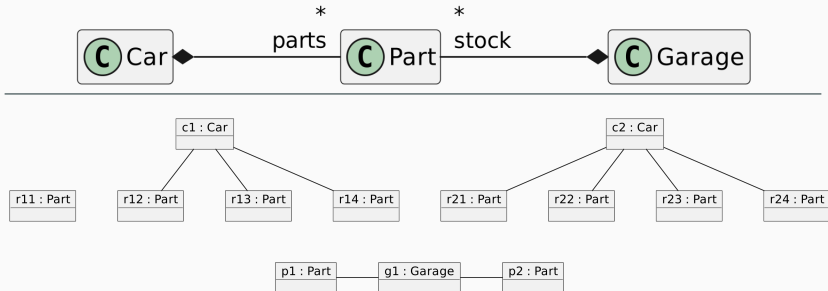 * *
parts stock
C Car C Part C Garage
c1 : Car c2 : Car
r11 : Part r12 : Part r13 : Part r14 : Part r21 : Part r22 : Part r23 : Part r24 : Part
p1 : Part g1 : Garage p2 : Part